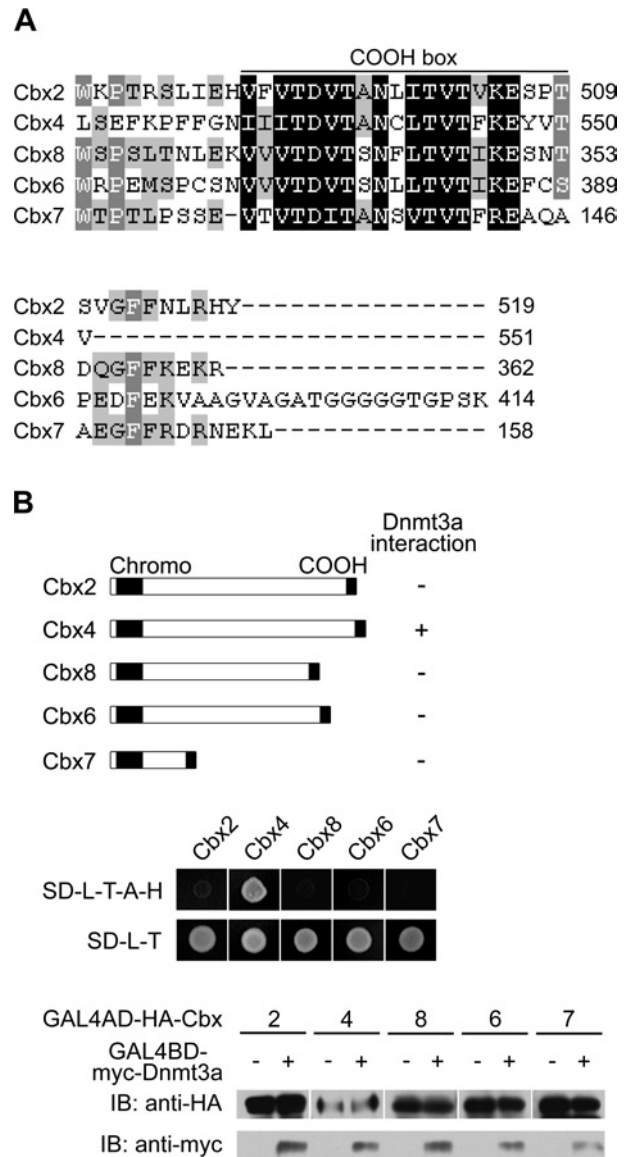 A
COOH box
Cbx2 WKPTRSLIEHVFVTDVTANLITVTVKESPT 509
Cbx4 LSEFKPFFGNIIITDVTANCLTVTFKEYVT 550
Cbx8 WSPSLTNLEKVVVTDVTSNFLTVTIKESNT 353
Cbx6 WRPEMSPCSNVVVTDVTSNLLTVTIKEFCS 389
Cbx7 WTPTLPSSE-VTVTDITANSVTVTFREAQA 146
Cbx2 SVGFFNLRHY--------------- 519
Cbx4 V------------------------ 551
Cbx8 DQGFFKEKR---------------- 362
Cbx6 PEDFEKVAAGVAGATGGGGGTGPSK 414
Cbx7 AEGFFRDRNEKL------------- 158
B
Dnmt3a
interaction
Chromo COOH
Cbx2 -
Cbx4 +
Cbx8 -
Cbx6 -
Cbx7 -
Cbx2 Cbx4 Cbx8 Cbx6 Cbx7
SD-L-T-A-H
SD-L-T
GAL4AD-HA-Cbx 2 4 8 6 7
GAL4BD-
myc-Dnmt3a - + - + - + - + - +
IB: anti-HA
IB: anti-myc